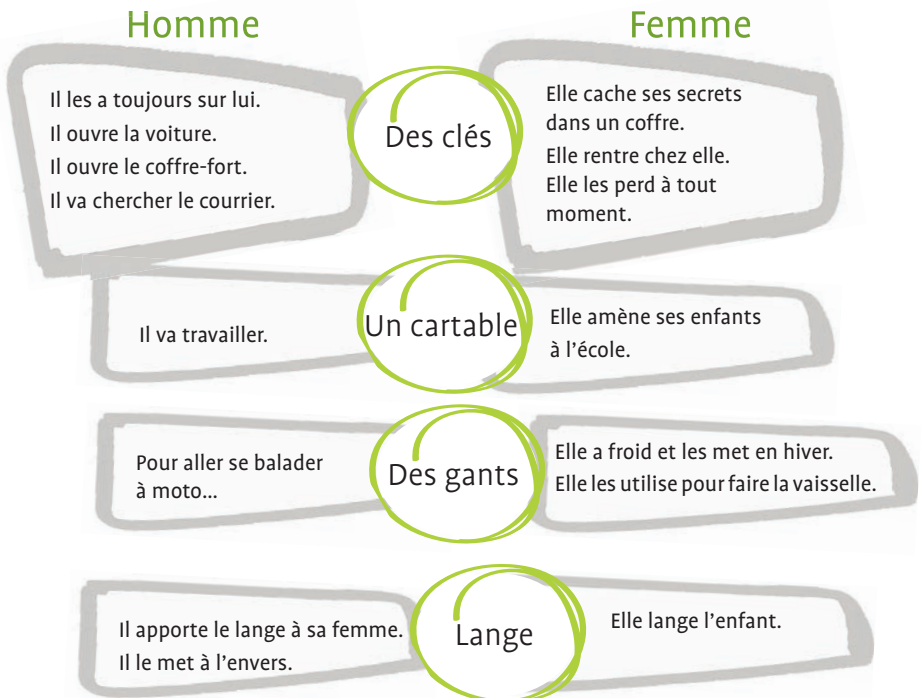 Homme
Femme
Il les a toujours sur lui.
Il ouvre la voiture.
Il ouvre le coffre-fort.
Il va chercher le courrier.
Des clés
Elle cache ses secrets
dans un coffre.
Elle rentre chez elle.
Elle les perd à tout
moment.
Il va travailler.
Un cartable
Elle amène ses enfants
à l’école.
Pour aller se balader
à moto...
Des gants
Elle a froid et les met en hiver.
Elle les utilise pour faire la vaisselle.
Il apporte le lange à sa femme.
Il le met à l’envers.
Lange
Elle lange l’enfant.